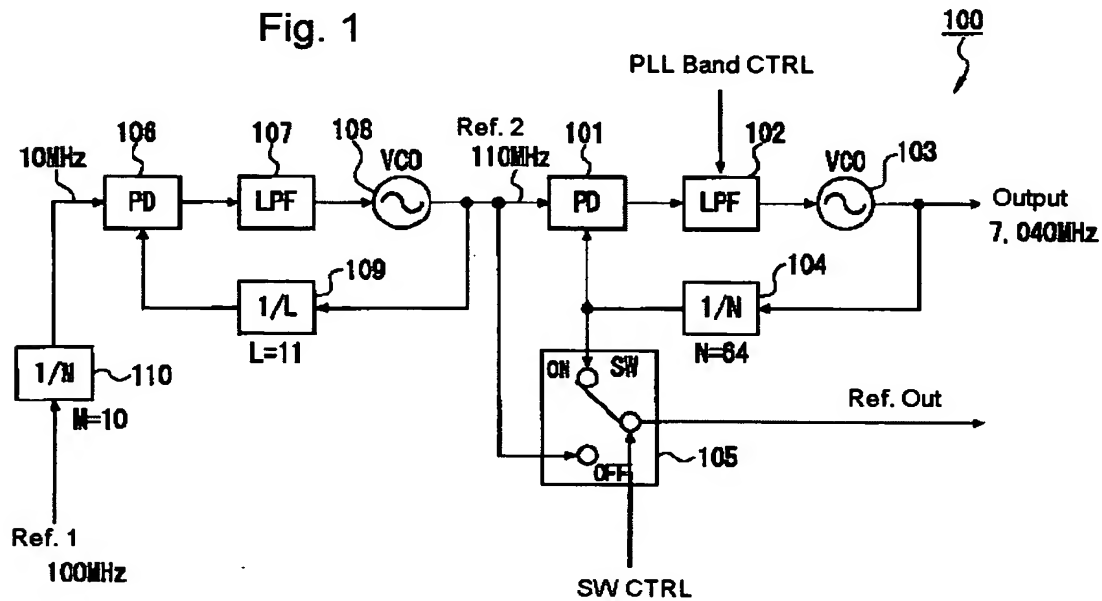 Fig. 1
100
PLL Band CTRL
106
107
108
VCO
Ref. 2
110MHz
101
102
VCO
103
10MHz
PD
LPF
PD
LPF
Output
7,040MHz
109
1/L
L=11
104
1/N
N=64
1/M
110
M=10
ON
SW
OFF
105
Ref. Out
Ref. 1
100MHz
SW CTRL